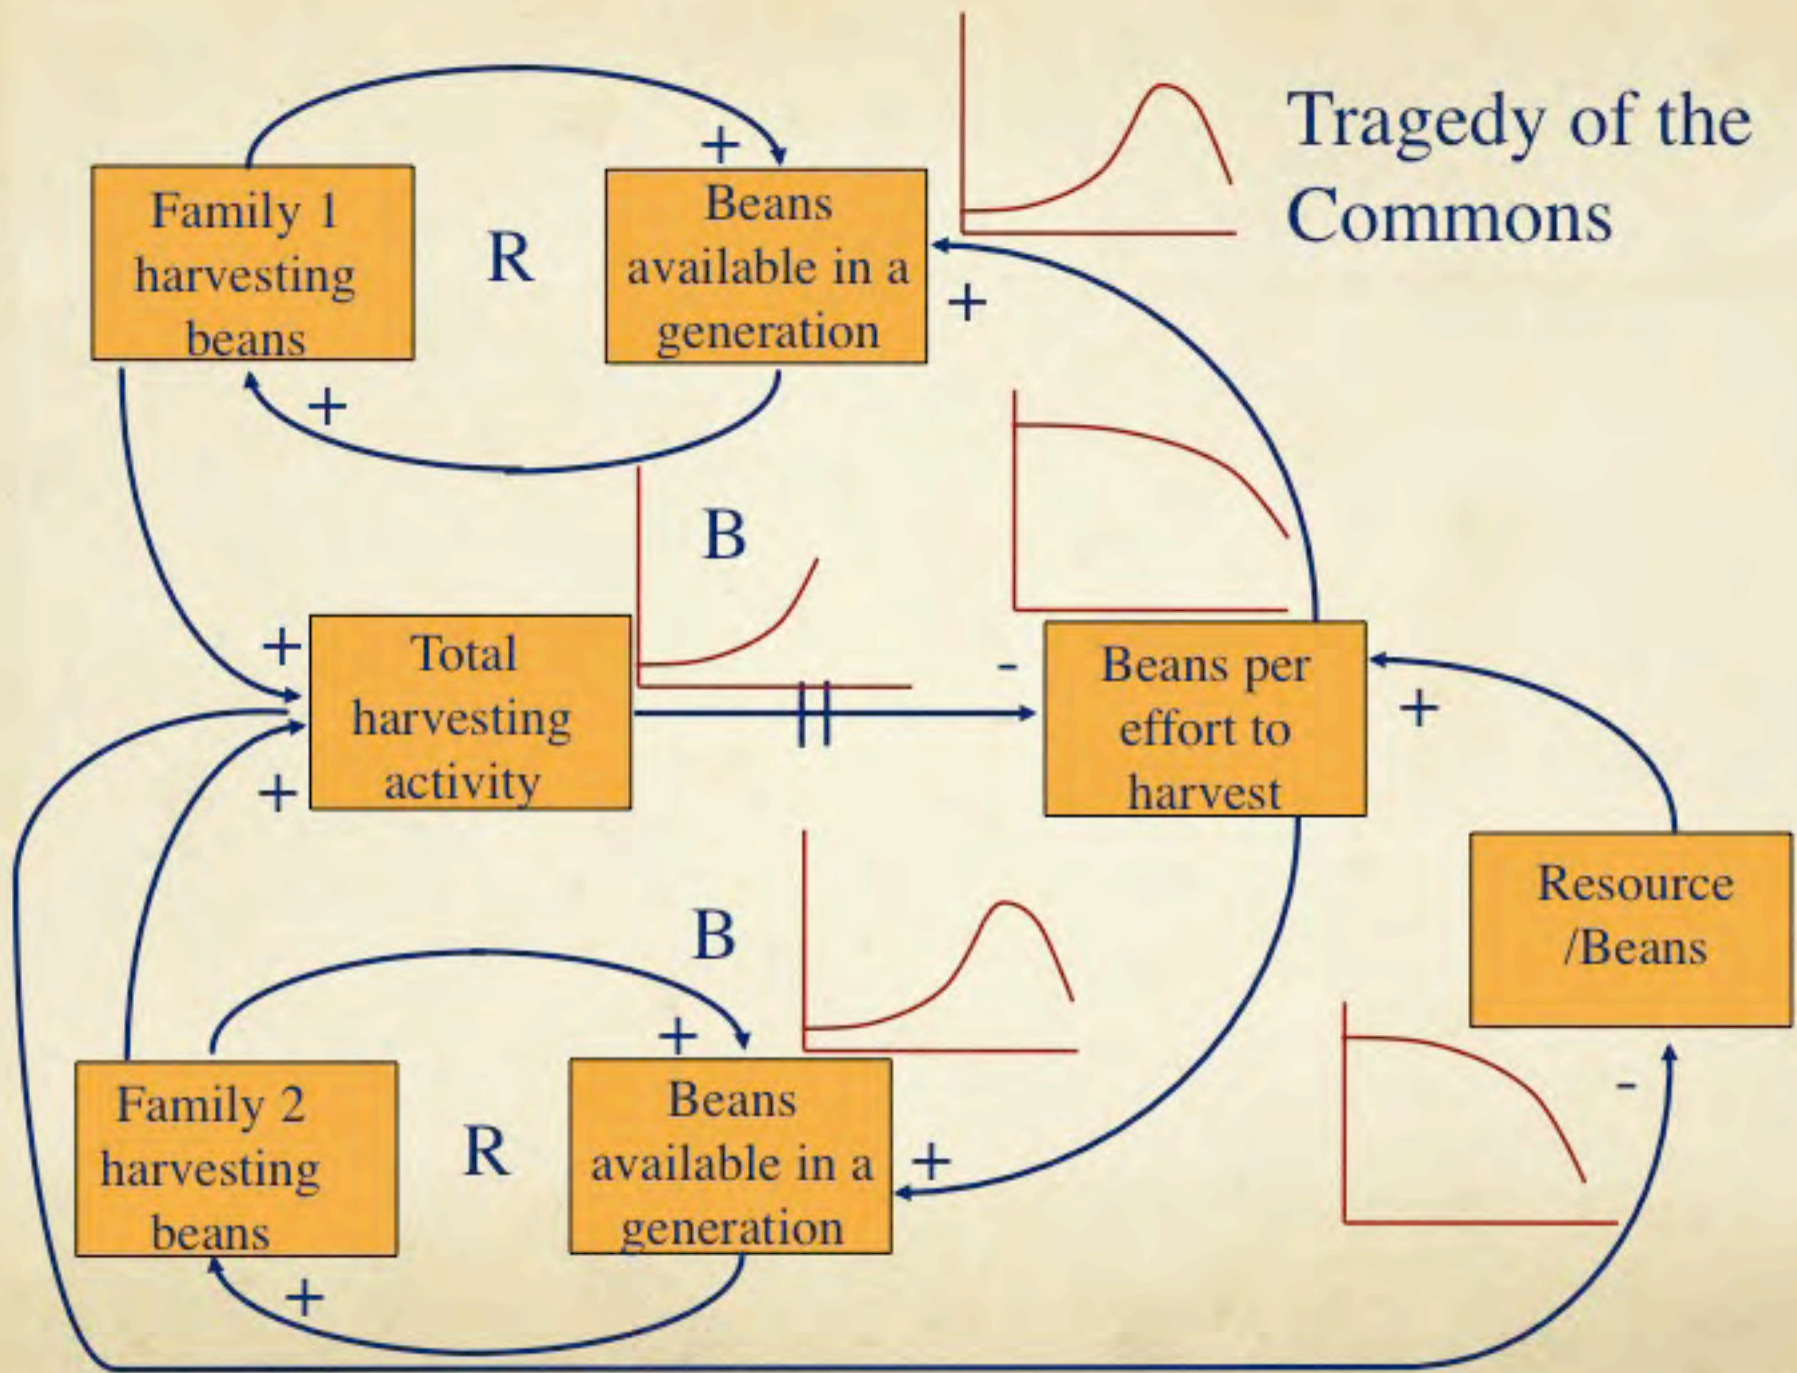 Tragedy of the
Commons
Family 1
harvesting
beans
R
+
Beans
available in a
generation
+
+
B
+
Total
harvesting
activity
+
-
Beans per
effort to
harvest
+
Resource
/Beans
-
B
Family 2
harvesting
beans
R
+
Beans
available in a
generation
+
+